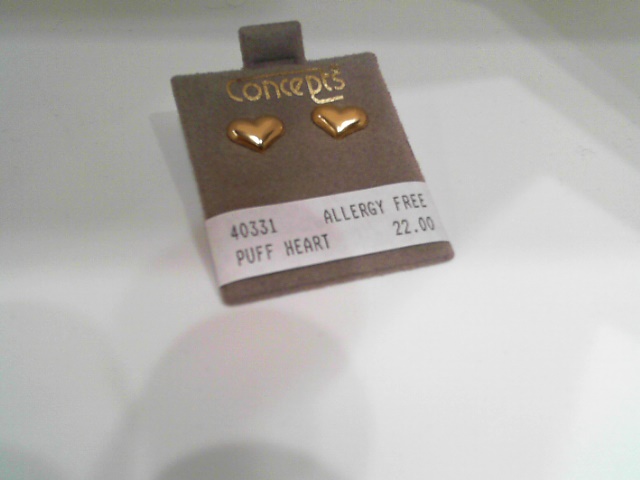 Concepts
40331 ALLERGY FREE
PUFF HEART 22.00